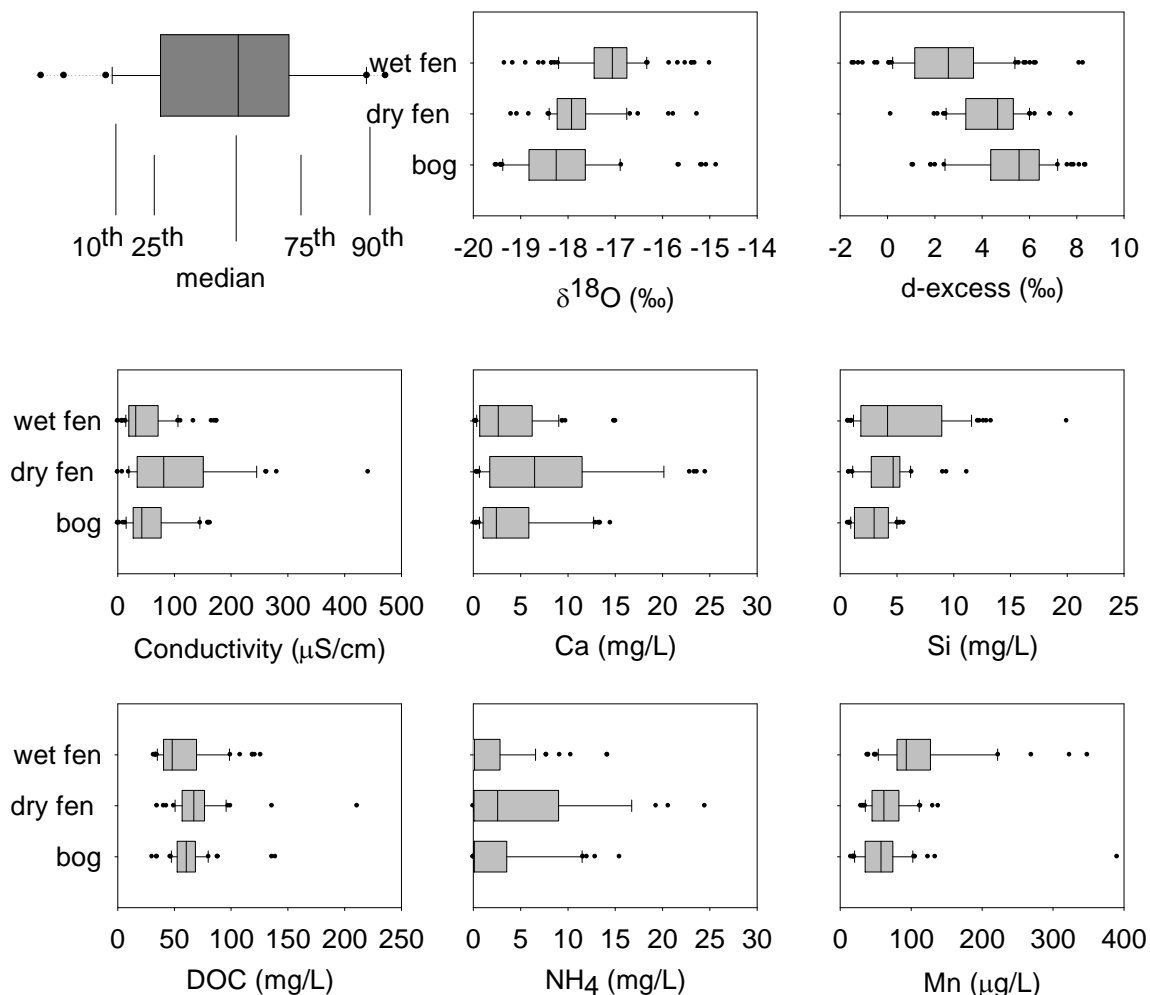 10th 25th 75th 90th
median
wet fen
dry fen
bog
-20 -19 -18 -17 -16 -15 -14
δ18O (‰)
-2 0 2 4 6 8 10
d-excess (‰)
wet fen
dry fen
bog
0 100 200 300 400 500
Conductivity (μS/cm)
0 5 10 15 20 25 30
Ca (mg/L)
0 5 10 15 20 25
Si (mg/L)
wet fen
dry fen
bog
0 50 100 150 200 250
DOC (mg/L)
0 5 10 15 20 25 30
NH4 (mg/L)
0 100 200 300 400
Mn (μg/L)